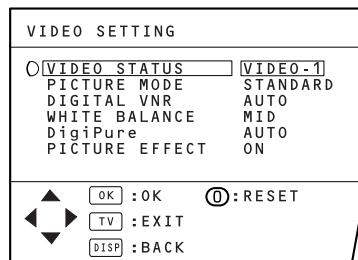 VIDEO SETTING
VIDEO STATUS VIDEO-1
PICTURE MODE STANDARD
DIGITAL VNR AUTO
WHITE BALANCE MID
DigiPure AUTO
PICTURE EFFECT ON
OK :OK 0:RESET
TV :EXIT
DISP :BACK